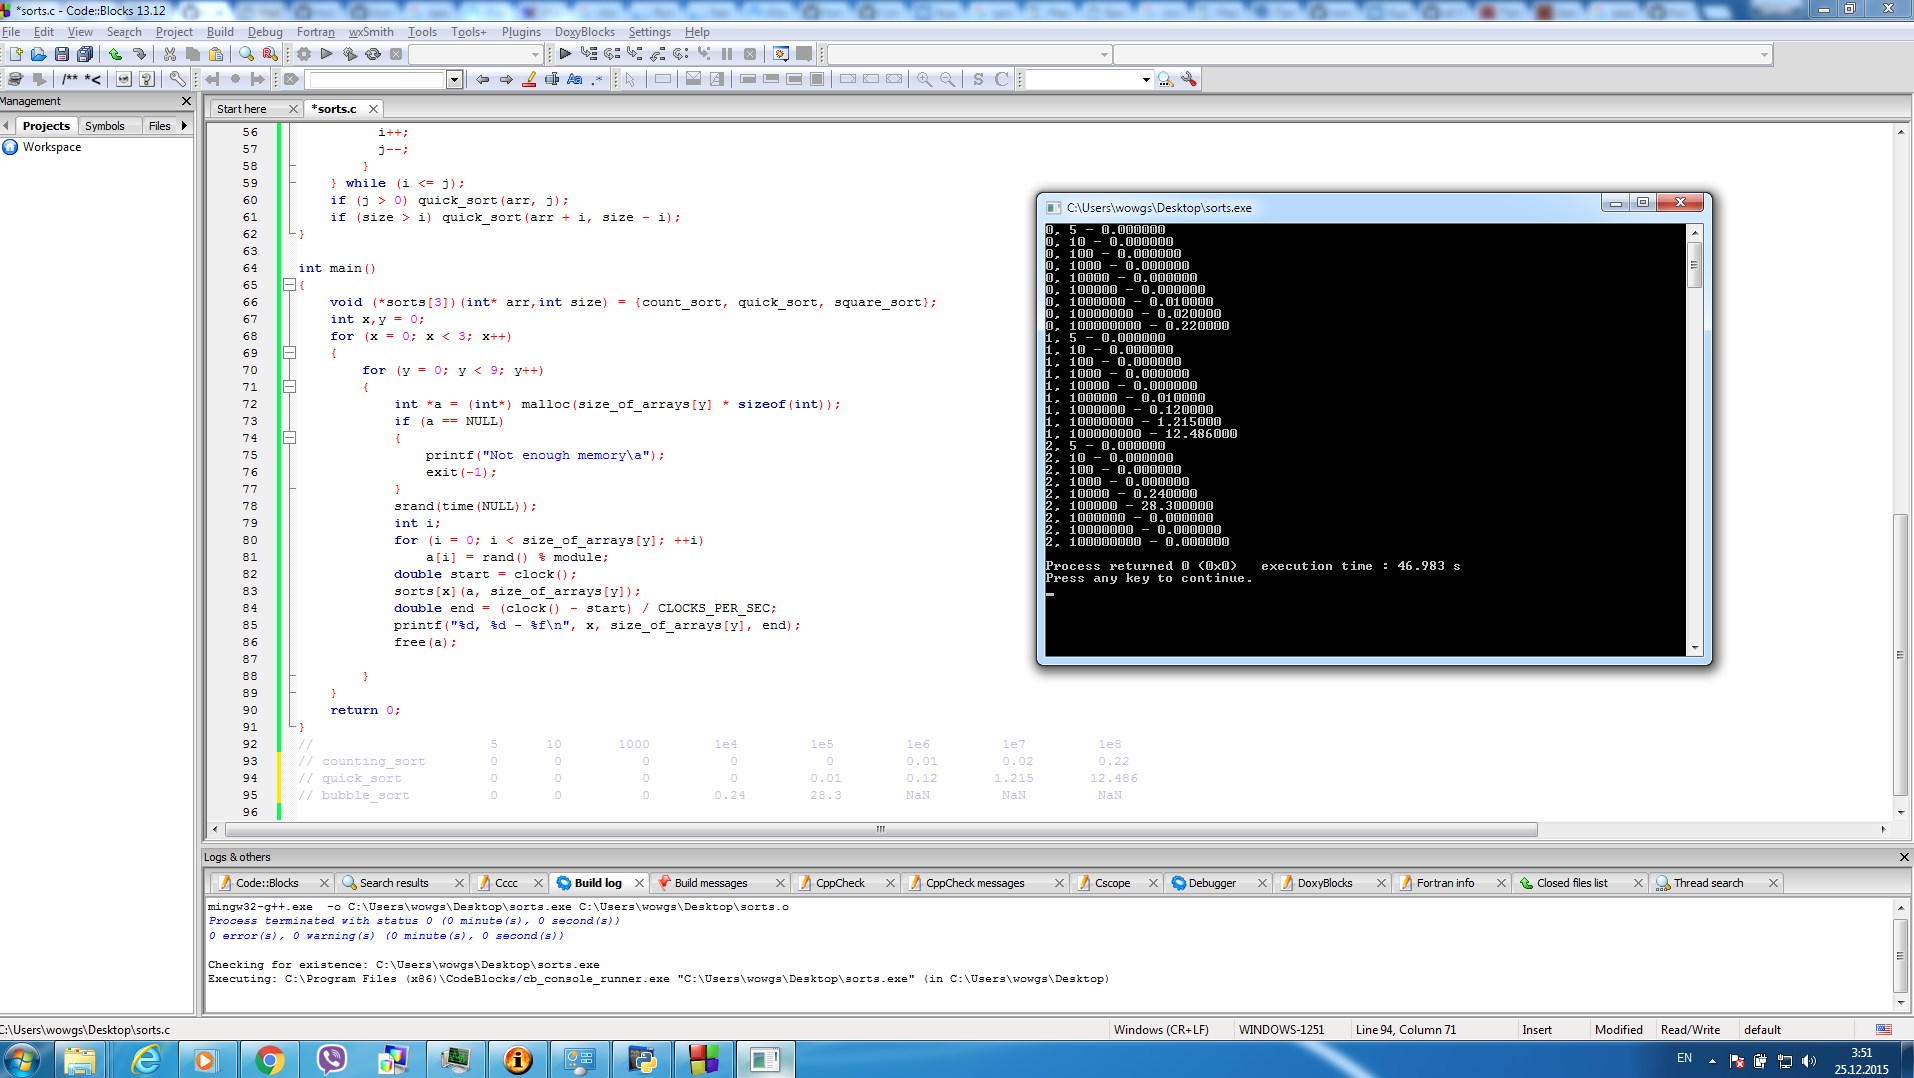 *sorts.c - Code::Blocks 13.12
File Edit View Search Project Build Debug Fortran wxSmith Tools Tools+ Plugins DoxyBlocks Settings Help
/** *<
Management
Projects Symbols Files
Workspace
Start here *sorts.c
56 i++;
57 j--;
58 }
59 } while (i <= j);
60 if (j > 0) quick_sort(arr, j);
61 if (size > i) quick_sort(arr + i, size - i);
62 }
63
64 int main()
65 {
66 void (*sorts[3])(int* arr,int size) = {count_sort, quick_sort, square_sort};
67 int x,y = 0;
68 for (x = 0; x < 3; x++)
69 {
70 for (y = 0; y < 9; y++)
71 {
72 int *a = (int*) malloc(size_of_arrays[y] * sizeof(int));
73 if (a == NULL)
74 {
75 printf("Not enough memory\a");
76 exit(-1);
77 }
78 srand(time(NULL));
79 int i;
80 for (i = 0; i < size_of_arrays[y]; ++i)
81 a[i] = rand() % module;
82 double start = clock();
83 sorts[x](a, size_of_arrays[y]);
84 double end = (clock() - start) / CLOCKS_PER_SEC;
85 printf("%d, %d - %f\n", x, size_of_arrays[y], end);
86 free(a);
87
88 }
89 }
90 return 0;
91 }
92 // 5 10 1000 1e4 1e5 1e6 1e7 1e8
93 // counting_sort 0 0 0 0 0 0.01 0.02 0.22
94 // quick_sort 0 0 0 0 0.01 0.12 1.215 12.486
95 // bubble_sort 0 0 0 0.24 28.3 NaN NaN NaN
96
C:\Users\wowgs\Desktop\sorts.exe
0, 5 - 0.000000
0, 10 - 0.000000
0, 100 - 0.000000
0, 1000 - 0.000000
0, 10000 - 0.000000
0, 100000 - 0.000000
0, 1000000 - 0.010000
0, 10000000 - 0.020000
0, 100000000 - 0.220000
1, 5 - 0.000000
1, 10 - 0.000000
1, 100 - 0.000000
1, 1000 - 0.000000
1, 10000 - 0.000000
1, 100000 - 0.010000
1, 1000000 - 0.120000
1, 10000000 - 1.215000
1, 100000000 - 12.486000
2, 5 - 0.000000
2, 10 - 0.000000
2, 100 - 0.000000
2, 1000 - 0.000000
2, 10000 - 0.240000
2, 100000 - 28.300000
2, 1000000 - 0.000000
2, 10000000 - 0.000000
2, 100000000 - 0.000000
Process returned 0 (0x0) execution time : 46.983 s
Press any key to continue.
Logs & others
Code::Blocks Search results Cccc Build log Build messages CppCheck CppCheck messages Cscope Debugger DoxyBlocks Fortran info Closed files list Thread search
mingw32-g++.exe -o C:\Users\wowgs\Desktop\sorts.exe C:\Users\wowgs\Desktop\sorts.o
Process terminated with status 0 (0 minute(s), 0 second(s))
0 error(s), 0 warning(s) (0 minute(s), 0 second(s))
Checking for existence: C:\Users\wowgs\Desktop\sorts.exe
Executing: C:\Program Files (x86)\CodeBlocks/cb_console_runner.exe "C:\Users\wowgs\Desktop\sorts.exe" (in C:\Users\wowgs\Desktop)
C:\Users\wowgs\Desktop\sorts.c Windows (CR+LF) WINDOWS-1251 Line 94, Column 71 Insert Modified Read/Write default
EN 3:51
25.12.2015